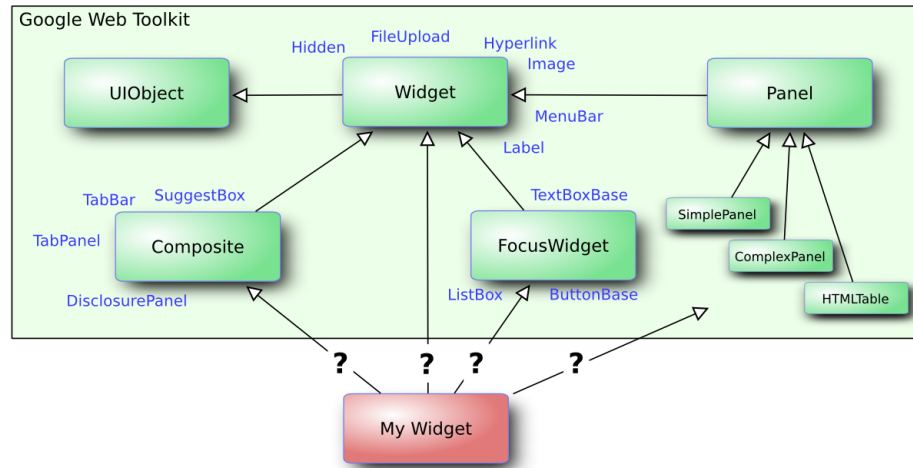 Google Web Toolkit
FileUpload
Hidden
Hyperlink
Image
UIObject
Widget
Panel
MenuBar
Label
TabBar
SuggestBox
TextBoxBase
SimplePanel
TabPanel
Composite
FocusWidget
ComplexPanel
DisclosurePanel
ListBox
ButtonBase
HTMLTable
? ? ? ?
My Widget